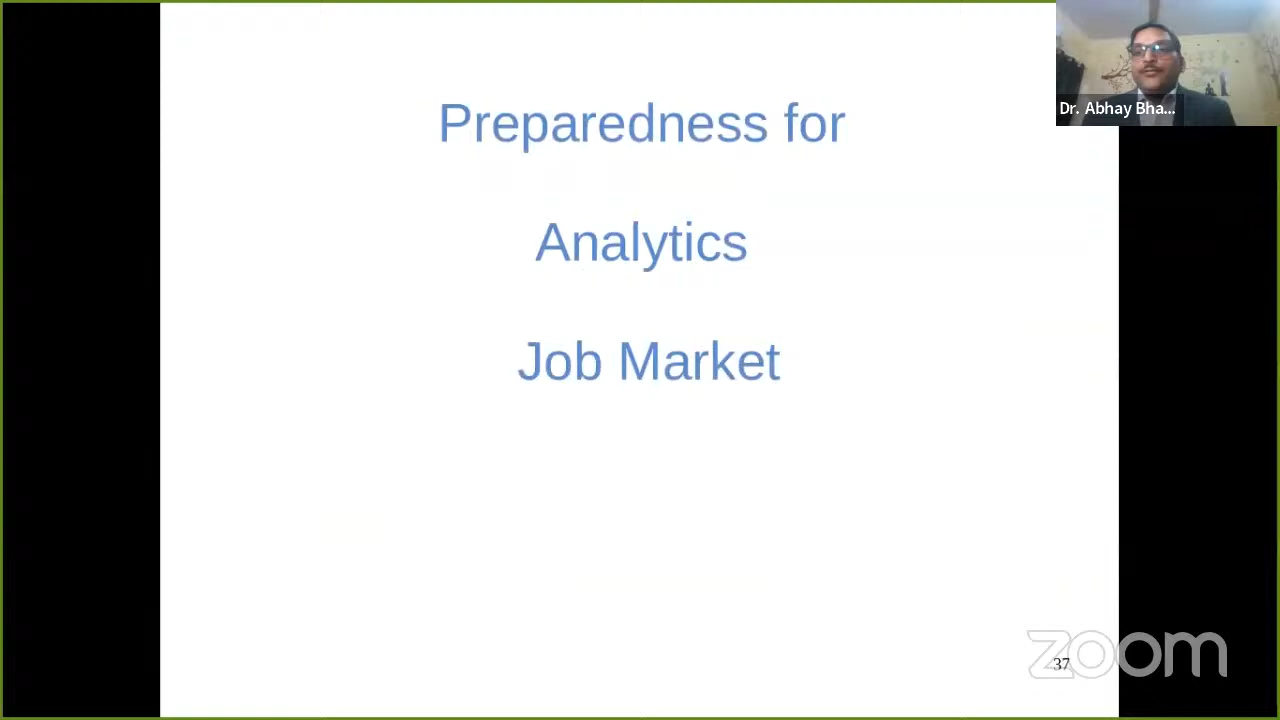 Preparedness for
Analytics
Job Market
Dr. Abhay Bha...
37
zoom